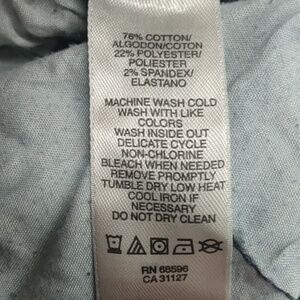 76% COTTON/
ALGODON/COTON
22% POLYESTER/
POLIESTER
2% SPANDEX/
ELASTANO
MACHINE WASH COLD
WASH WITH LIKE
COLORS
WASH INSIDE OUT
DELICATE CYCLE
NON-CHLORINE
BLEACH WHEN NEEDED
REMOVE PROMPTLY
TUMBLE DRY LOW HEAT
COOL IRON IF
NECESSARY
DO NOT DRY CLEAN
RN 68596
CA 31127